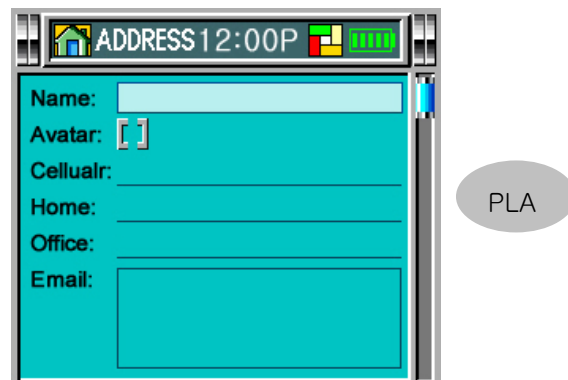 ADDRESS 12:00P
Name:
Avatar: [ ]
Cellualr:
Home:
Office:
Email:
PLA